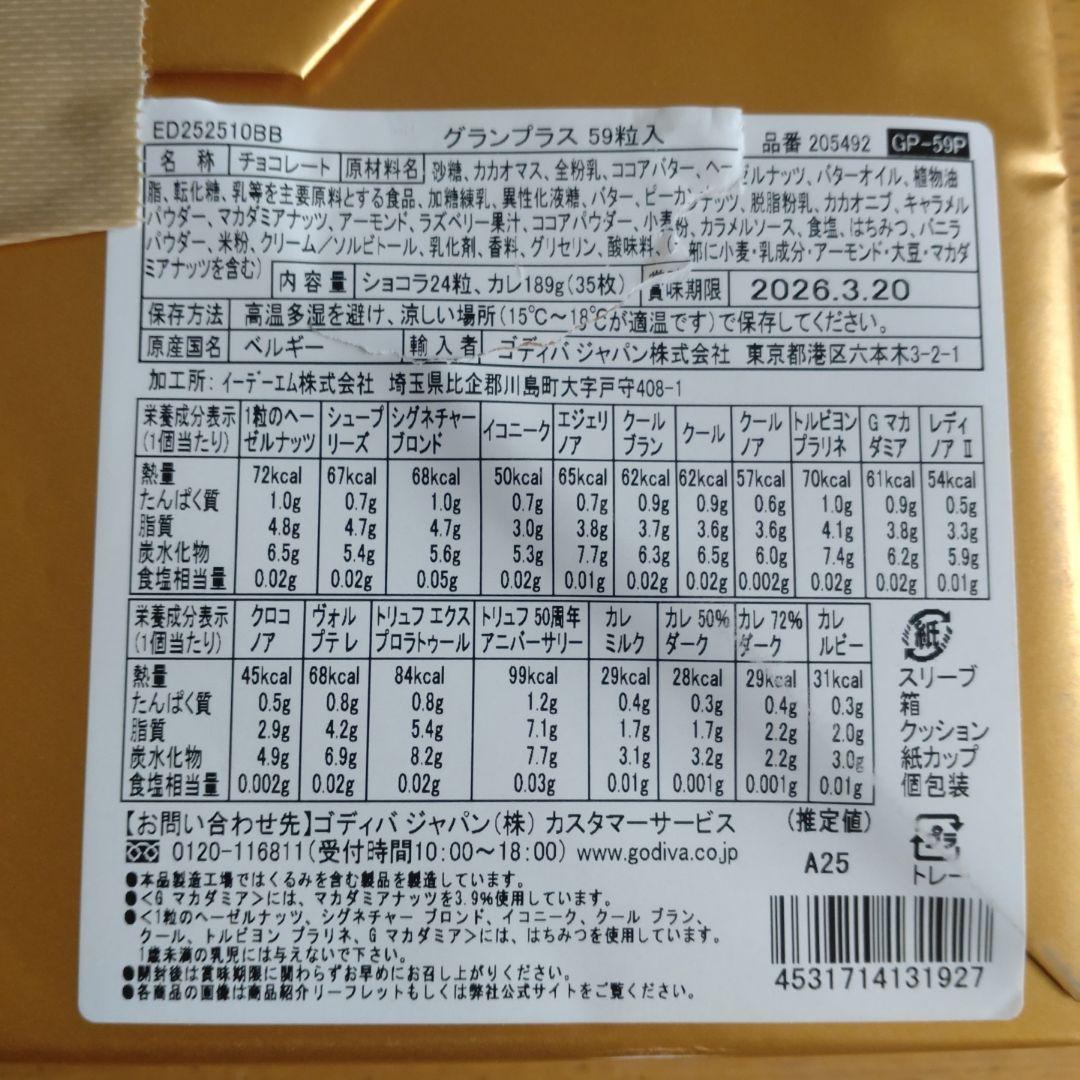 ED252510BB グランプラス 59粒入 品番 205492 GP-59P
名称 チョコレート 原材料名 砂糖、カカオマス、全粉乳、ココアバター、ヘー ゼルナッツ、バターオイル、植物油
脂、転化糖、乳等を主要原料とする食品、加糖練乳、異性化液糖、バター、ピーカンナッツ、脱脂粉乳、カカオニブ、キャラメル
パウダー、マカダミアナッツ、アーモンド、ラズベリー果汁、ココアパウダー、小麦粉、カラメルソース、食塩、はちみつ、バニラ
パウダー、米粉、クリーム/ソルビトール、乳化剤、香料、グリセリン、酸味料、 部に小麦・乳成分・アーモンド・大豆・マカダ
ミアナッツを含む)
内容量 ショコラ24粒、カレ189g(35枚) 賞味期限 2026.3.20
保存方法 高温多湿を避け、涼しい場所(15℃~18℃が適温です)で保存してください。
原産国名 ベルギー 輸入者 ゴディバ ジャパン株式会社 東京都港区六本木3-2-1
加工所:イーデーエム株式会社 埼玉県比企郡川島町大字戸守408-1
栄養成分表示 1粒のヘー シュープ シグネチャー イコニーク エジェリ クール クール クール トルビヨン G マカ レディ
(1個当たり) ゼルナッツ リーズ ブロンド ノア ブラン ノア プラリネ ダミア ノア Ⅱ
熱量 72kcal 67kcal 68kcal 50kcal 65kcal 62kcal 62kcal 57kcal 70kcal 61kcal 54kcal
たんぱく質 1.0g 0.7g 1.0g 0.7g 0.7g 0.9g 0.9g 0.6g 1.0g 0.9g 0.5g
脂質 4.8g 4.7g 4.7g 3.0g 3.8g 3.7g 3.6g 3.6g 4.1g 3.8g 3.3g
炭水化物 6.5g 5.4g 5.6g 5.3g 7.7g 6.3g 6.5g 6.0g 7.4g 6.2g 5.9g
食塩相当量 0.02g 0.02g 0.05g 0.02g 0.01g 0.02g 0.02g 0.002g 0.02g 0.02g 0.01g
栄養成分表示 クロコ ヴォル トリュフ エクス トリュフ 50周年 カレ カレ 50% カレ 72% カレ
(1個当たり) ノア プテ レ プロラトゥール アニバーサリー ミルク ダーク ダーク ルビー
熱量 45kcal 68kcal 84kcal 99kcal 29kcal 28kcal 29kcal 31kcal
たんぱく質 0.5g 0.8g 0.8g 1.2g 0.4g 0.3g 0.4g 0.3g
脂質 2.9g 4.2g 5.4g 7.1g 1.7g 1.7g 2.2g 2.0g
炭水化物 4.9g 6.9g 8.2g 7.7g 3.1g 3.2g 2.2g 3.0g
食塩相当量 0.002g 0.02g 0.02g 0.03g 0.01g 0.001g 0.001g 0.01g
紙
スリーブ
箱
クッション
紙カップ
個包装
【お問い合わせ先】ゴディバ ジャパン(株) カスタマーサービス (推定値)
0120-116811(受付時間10:00~18:00) www.godiva.co.jp A25
プラ
トレー
●本品製造工場ではくるみを含む製品を製造しています。
●<G マカダミア>には、マカダミアナッツを3.9%使用しています。
●<1粒のヘーゼルナッツ、シグネチャー ブロンド、イコニーク、クール ブラン、
クール、トルビヨン プラリネ、G マカダミア>には、はちみつを使用しています。
1歳未満の乳児には与えないで下さい。
●開封後は賞味期限に関わらずお早めにお召し上がりください。
●各商品の画像は商品紹介リーフレットもしくは弊社公式サイトをご覧ください。
4531714131927